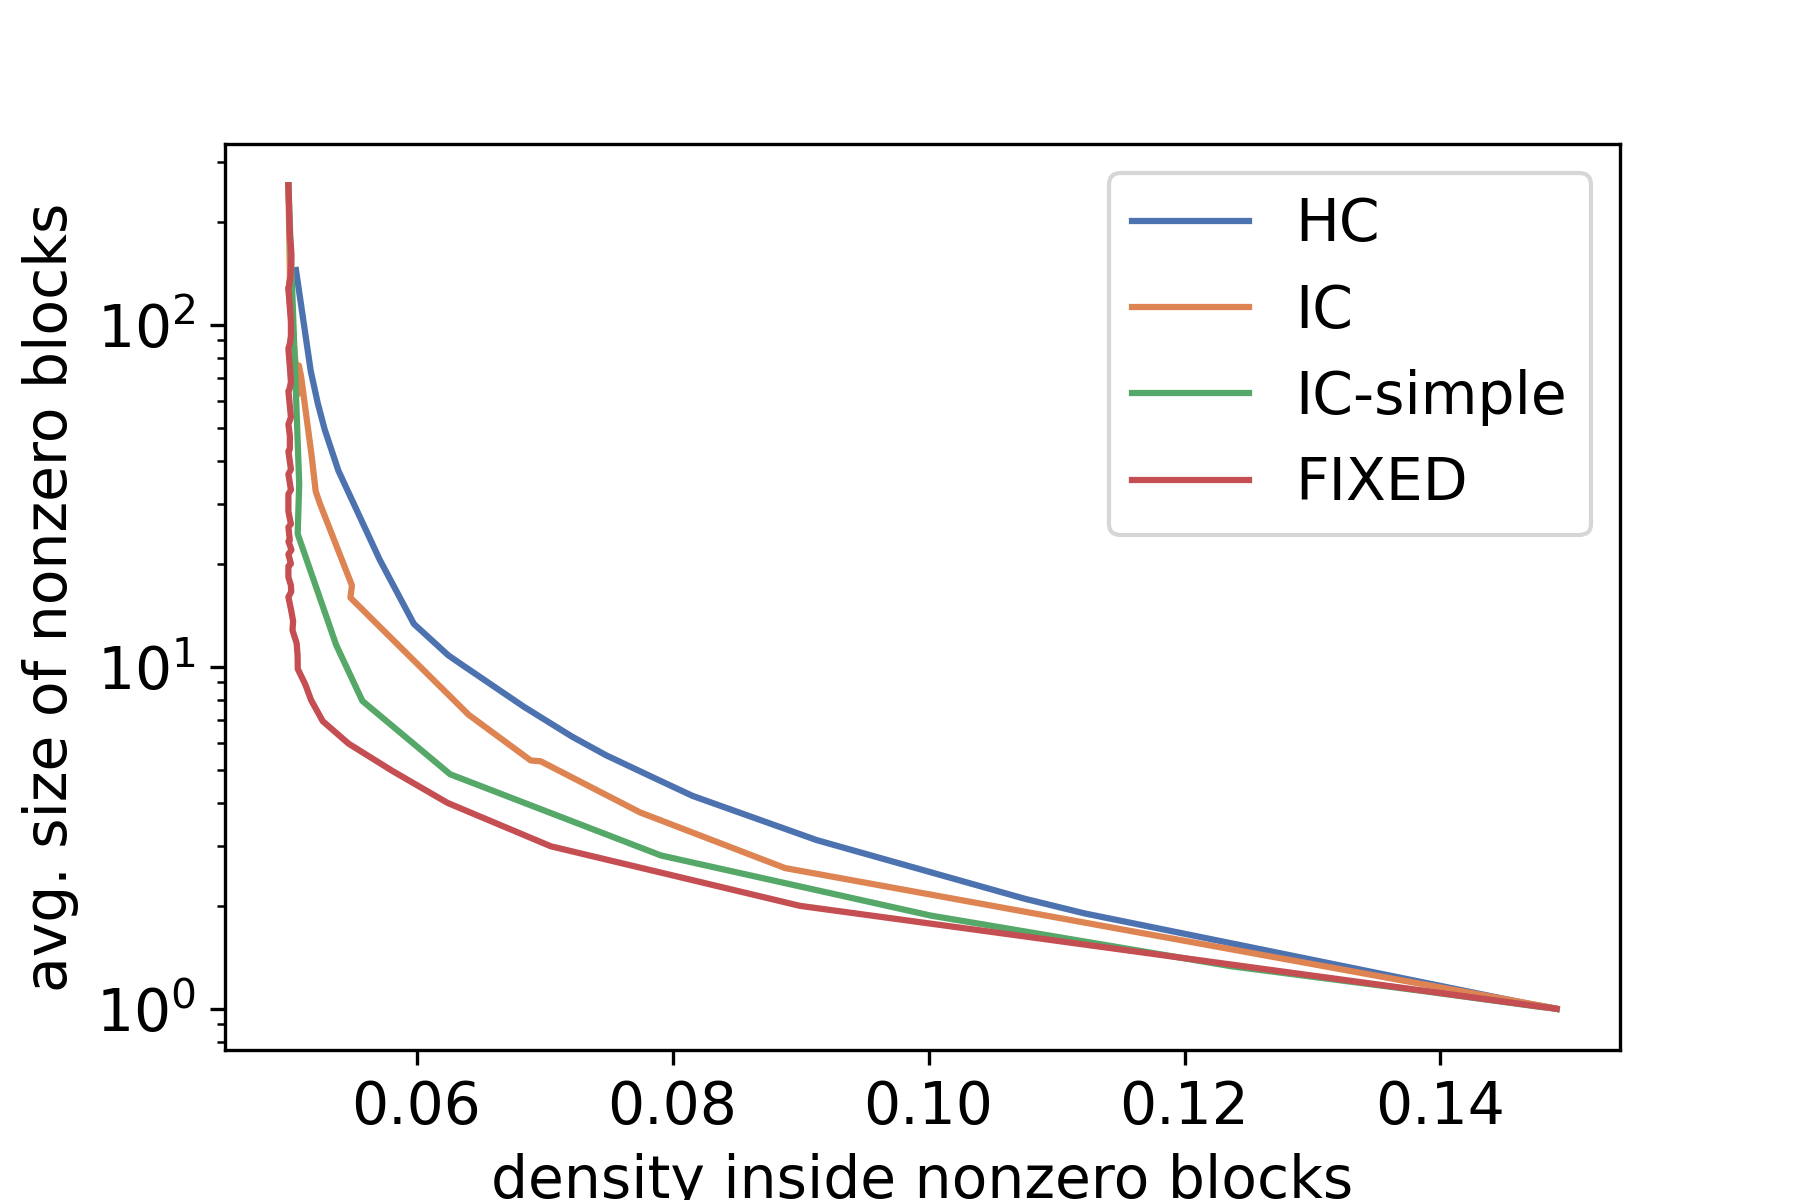 avg. size of nonzero blocks
10²
10¹
10⁰
HC
IC
IC-simple
FIXED
0.06 0.08 0.10 0.12 0.14
density inside nonzero blocks